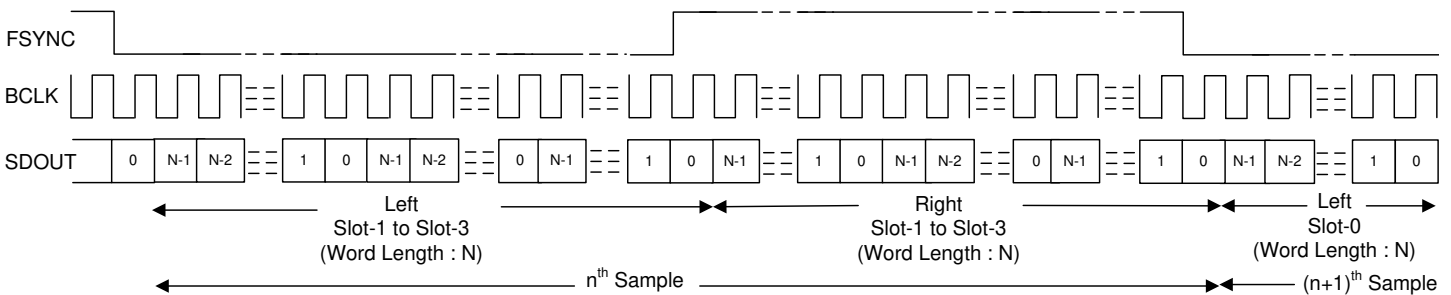 FSYNC
BCLK
SDOUT
0 N-1 N-2 1 0 N-1 N-2 0 N-1 1 0 N-1 1 0 N-1 N-2 0 N-1 1 0 N-1 N-2 1 0
Left
Slot-1 to Slot-3
(Word Length : N)
Right
Slot-1 to Slot-3
(Word Length : N)
Left
Slot-0
(Word Length : N)
nth Sample
(n+1)th Sample